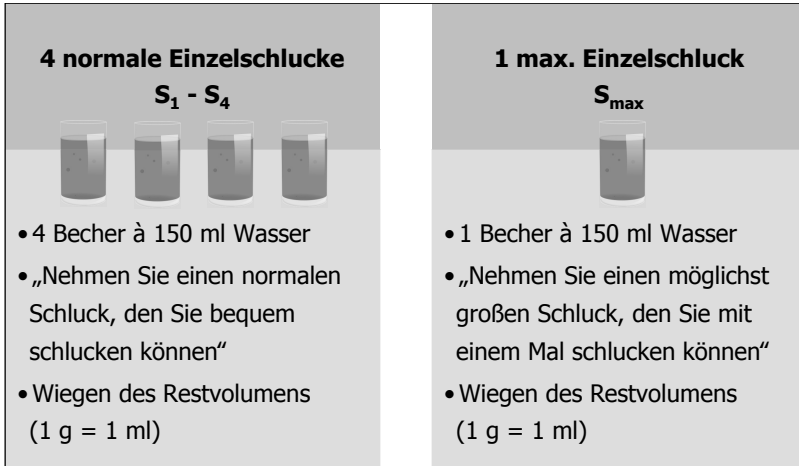 4 normale Einzelschlucke
S₁ - S₄
• 4 Becher à 150 ml Wasser
• „Nehmen Sie einen normalen
Schluck, den Sie bequem
schlucken können“
• Wiegen des Restvolumens
(1 g = 1 ml)
1 max. Einzelschluck
Sₘₐₓ
• 1 Becher à 150 ml Wasser
• „Nehmen Sie einen möglichst
großen Schluck, den Sie mit
einem Mal schlucken können“
• Wiegen des Restvolumens
(1 g = 1 ml)